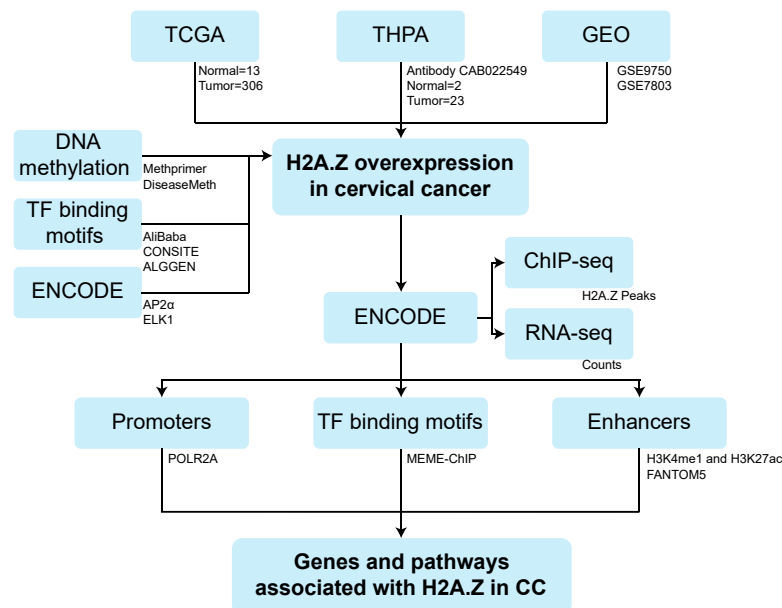 TCGA
Normal=13
Tumor=306
THPA
Antibody CAB022549
Normal=2
Tumor=23
GEO
GSE9750
GSE7803
DNA
methylation
Methprimer
DiseaseMeth
TF binding
motifs
AliBaba
CONSITE
ALGGEN
ENCODE
AP2α
ELK1
H2A.Z overexpression
in cervical cancer
ENCODE
ChIP-seq
H2A.Z Peaks
RNA-seq
Counts
Promoters
POLR2A
TF binding motifs
MEME-ChIP
Enhancers
H3K4me1 and H3K27ac
FANTOM5
Genes and pathways
associated with H2A.Z in CC